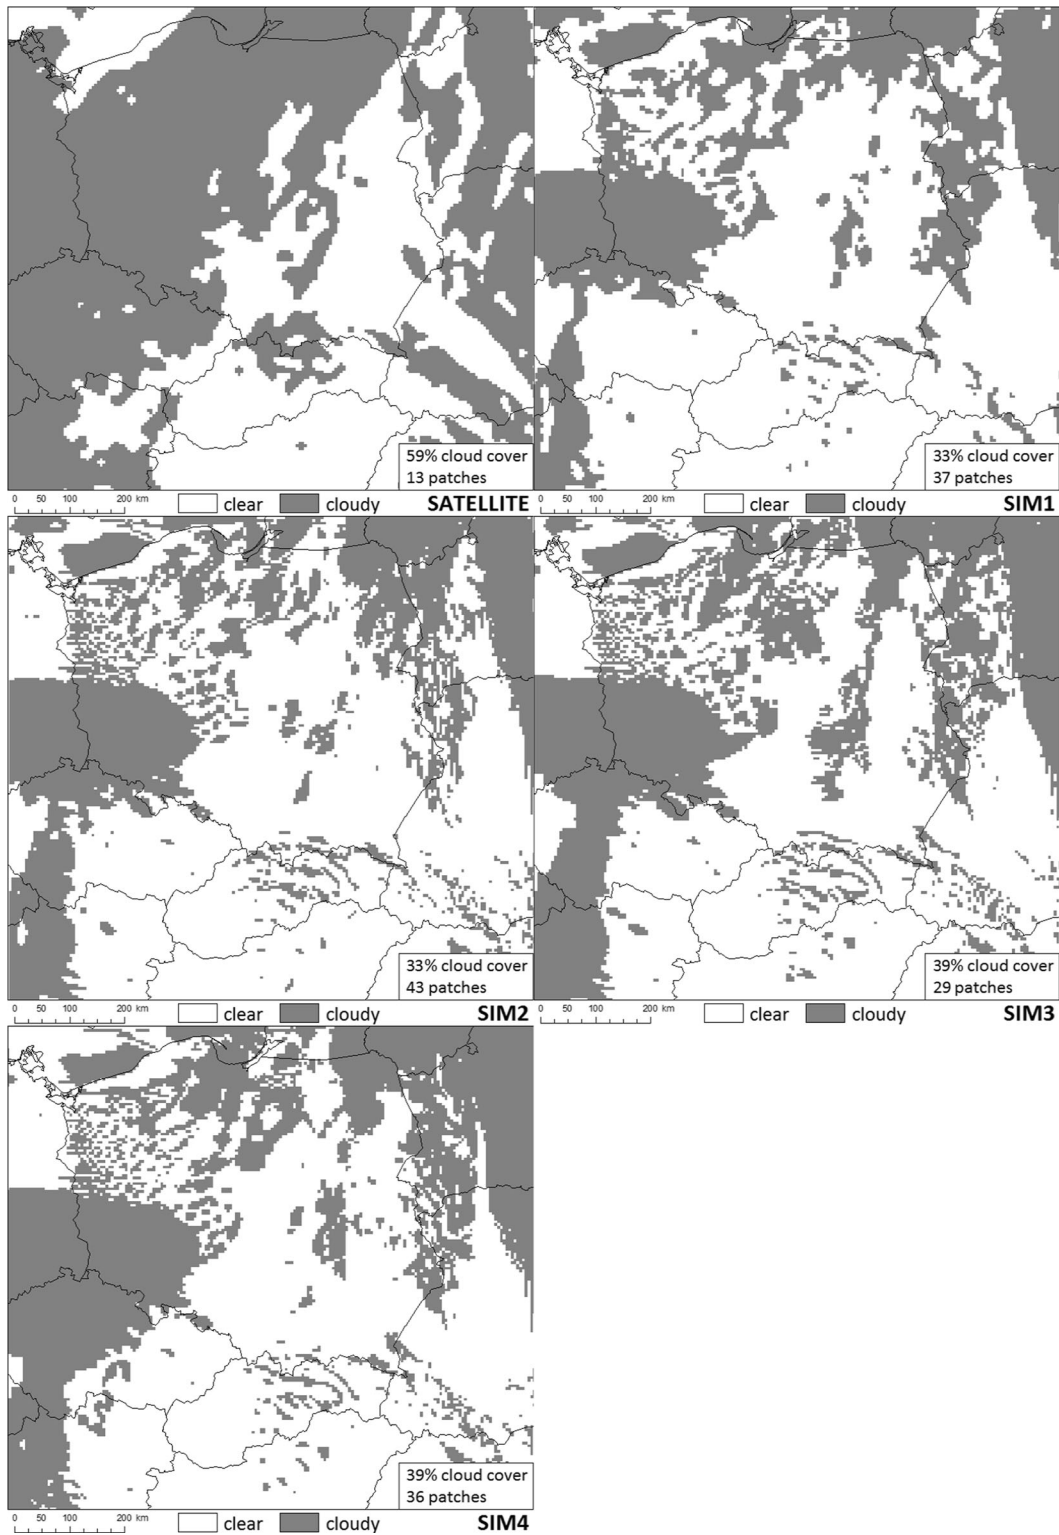 59% cloud cover
13 patches
0 50 100 200 km clear cloudy SATELLITE
33% cloud cover
37 patches
0 50 100 200 km clear cloudy SIM1
33% cloud cover
43 patches
0 50 100 200 km clear cloudy SIM2
39% cloud cover
29 patches
0 50 100 200 km clear cloudy SIM3
39% cloud cover
36 patches
0 50 100 200 km clear cloudy SIM4